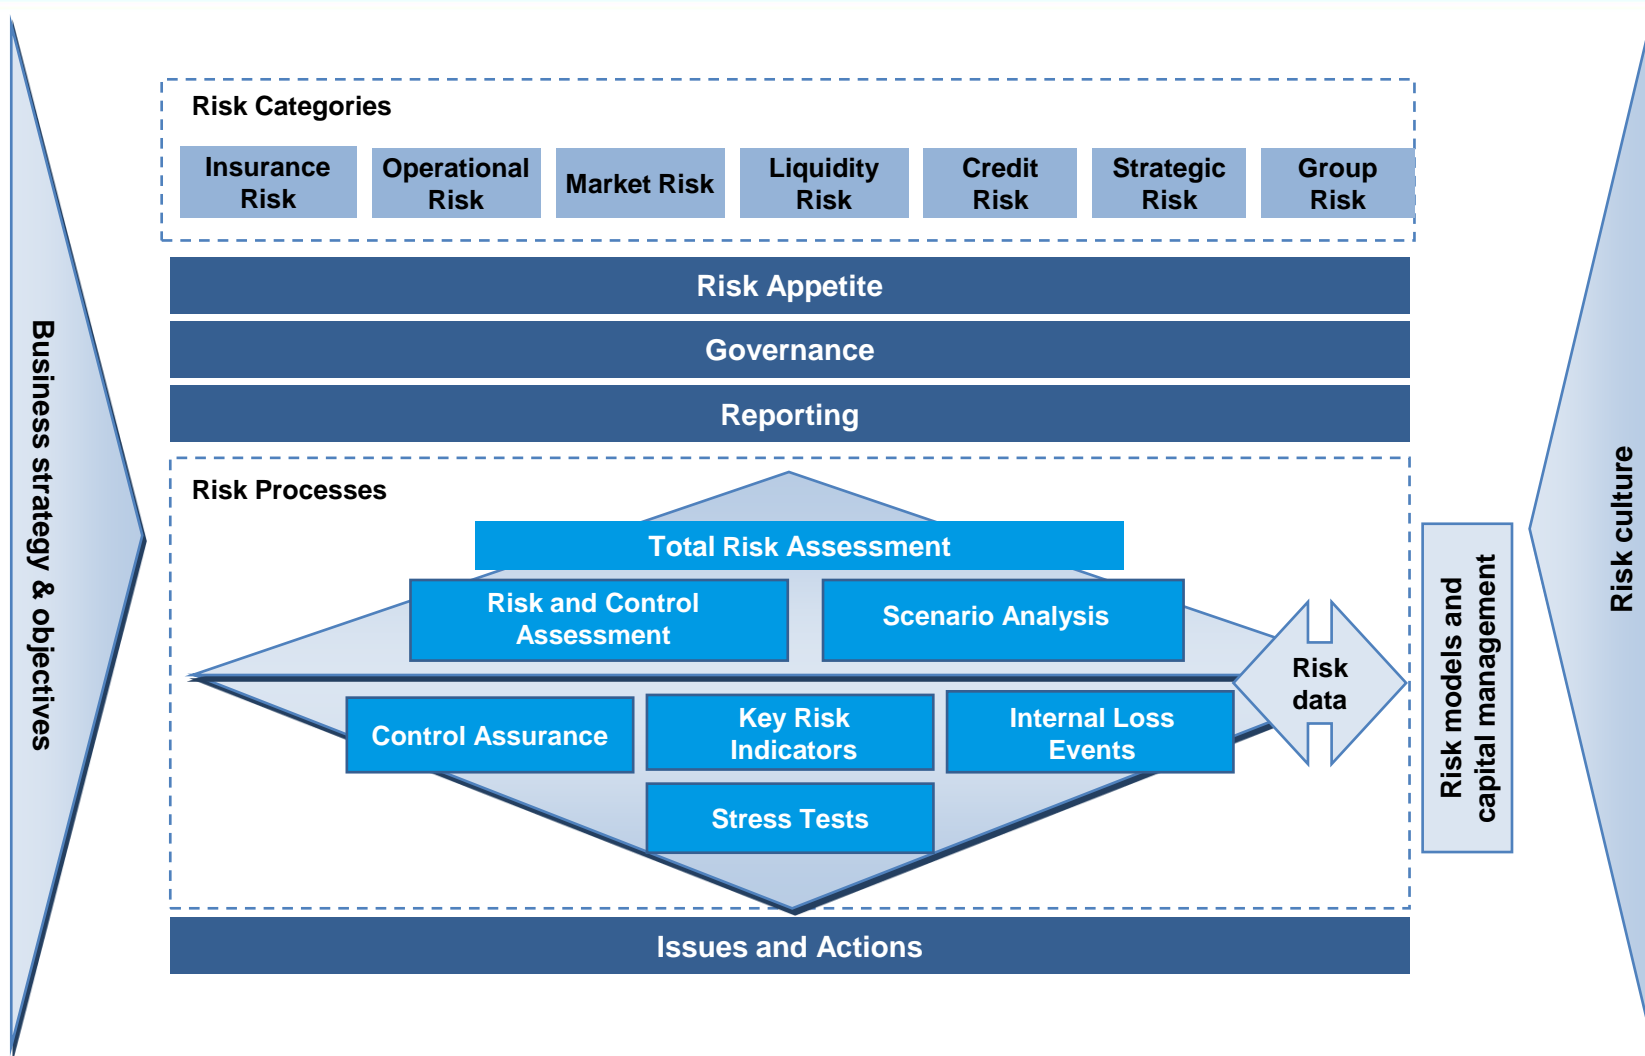 Risk Categories
Insurance
Risk
Operational
Risk
Market Risk
Liquidity
Risk
Credit
Risk
Strategic
Risk
Group
Risk
Risk Appetite
Governance
Reporting
Business strategy & objectives
Risk Processes
Total Risk Assessment
Risk and Control
Assessment
Scenario Analysis
Control Assurance
Key Risk
Indicators
Internal Loss
Events
Stress Tests
Risk
data
Risk models and
capital management
Risk culture
Issues and Actions